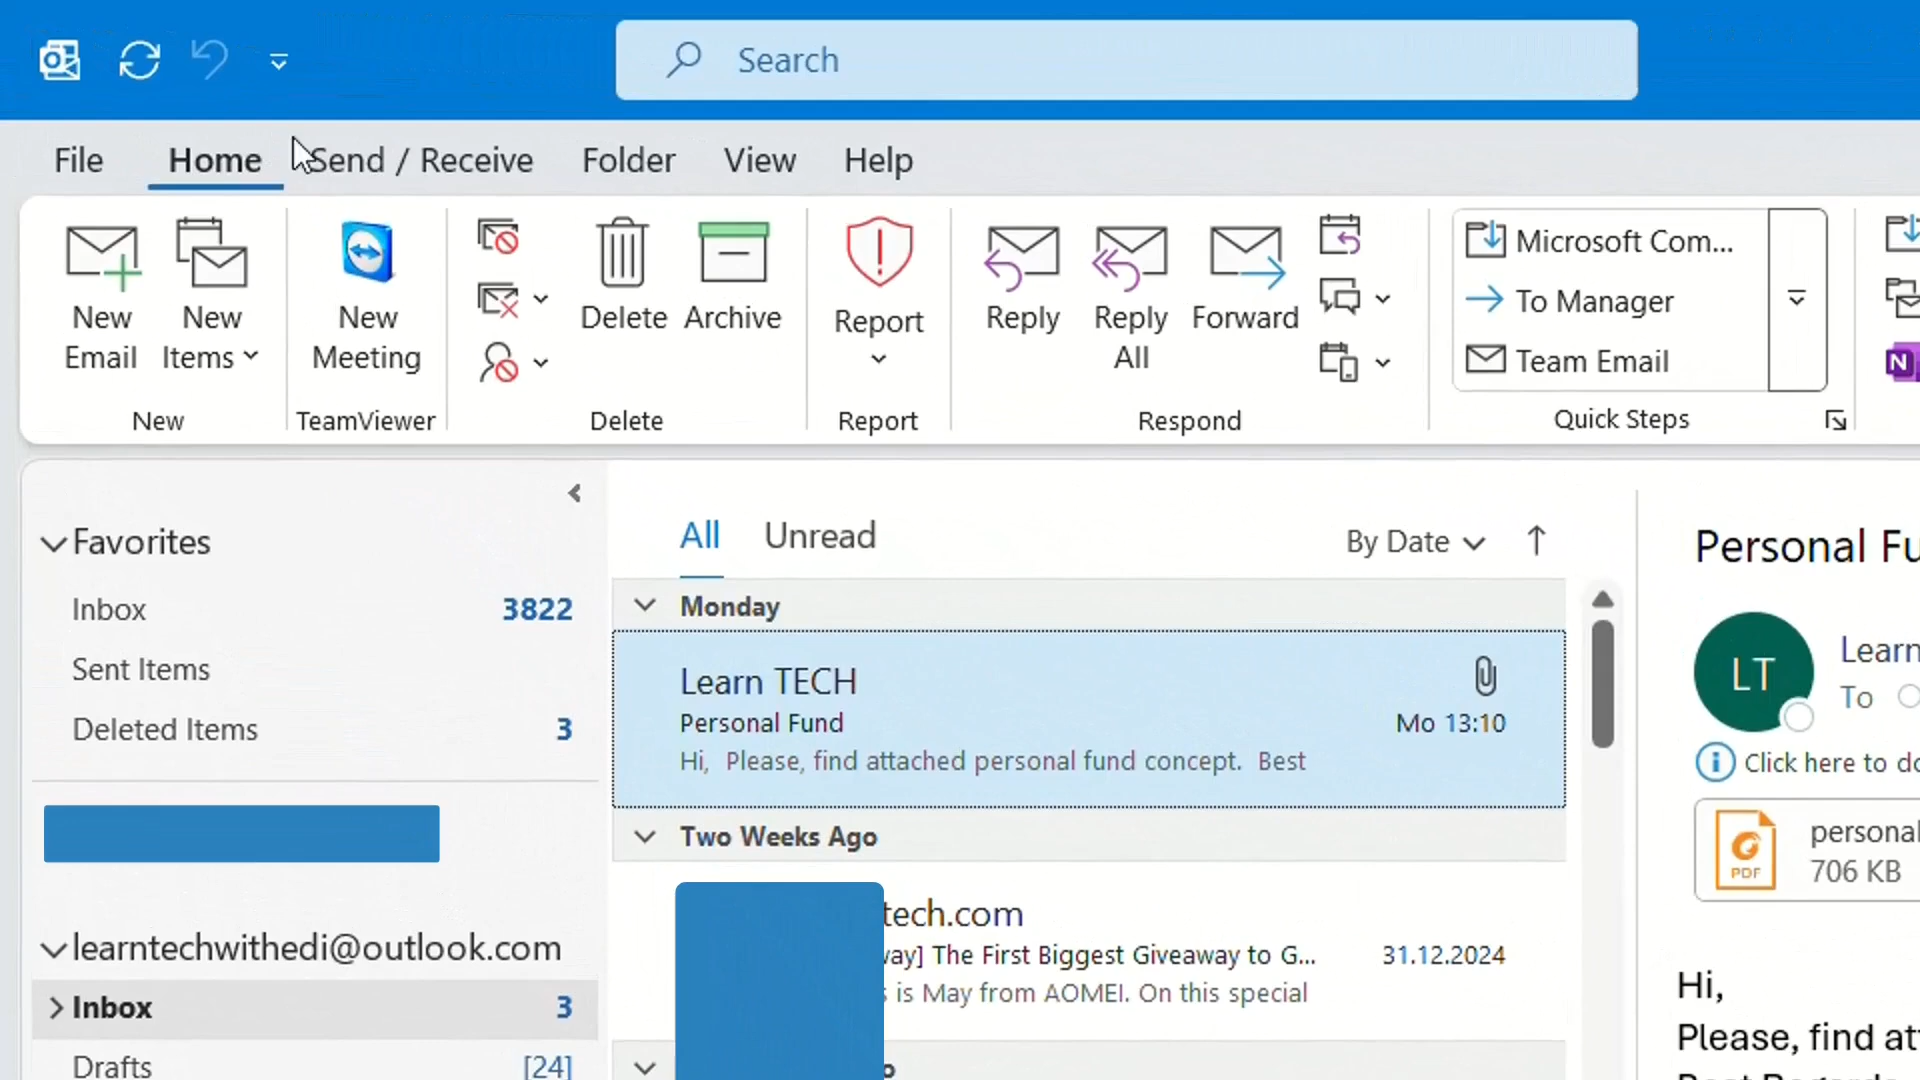 Search
File Home Send / Receive Folder View Help
New Email
New Items
New Meeting
Delete
Archive
Report
Reply
Reply All
Forward
Microsoft Com...
To Manager
Team Email
New
TeamViewer
Delete
Report
Respond
Quick Steps
N
Favorites
Inbox 3822
Sent Items
Deleted Items 3
learntechwithedi@outlook.com
Inbox 3
Drafts [24]
All Unread By Date
Monday
Learn TECH
Personal Fund Mo 13:10
Hi, Please, find attached personal fund concept. Best
Two Weeks Ago
tech.com
way] The First Biggest Giveaway to G... 31.12.2024
s is May from AOMEI. On this special
o
Personal Fu
LT
Learn
To
Click here to do
PDF
personal
706 KB
Hi,
Please, find at